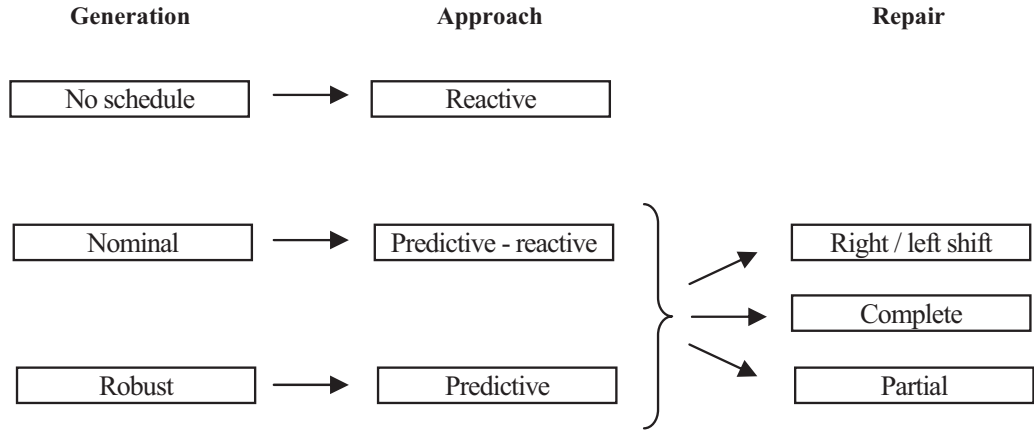 Generation Approach Repair
No schedule Reactive
Nominal Predictive - reactive Right / left shift
Complete
Robust Predictive Partial